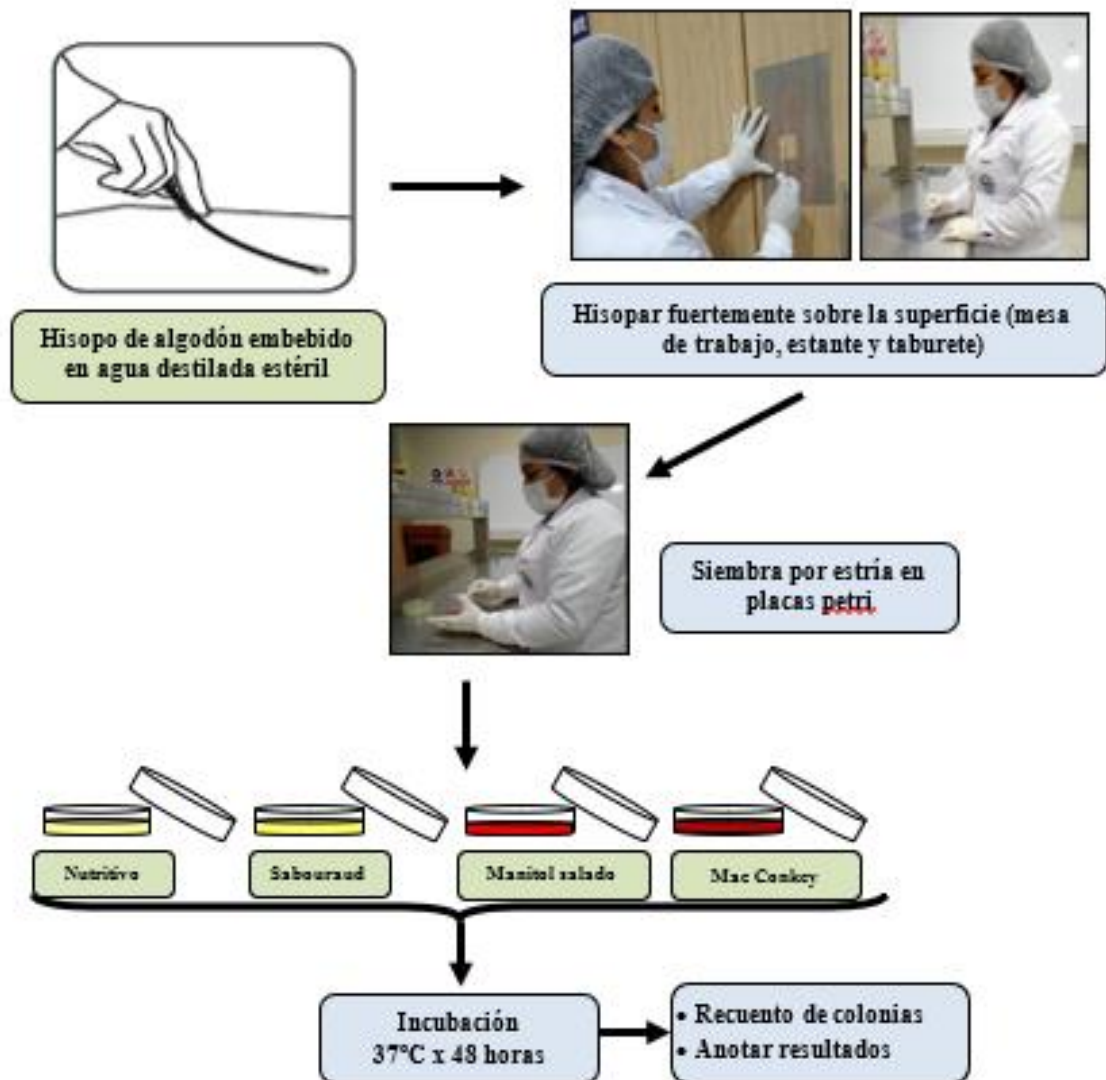 Hisopo de algodón embebido
en agua destilada estéril
Hisopar fuertemente sobre la superficie (mesa
de trabajo, estante y taburete)
Siembra por estría en
placas petri
Nutritivo
Sabouraud
Manitol salado
Mac Conkey
Incubación
37°C x 48 horas
• Recuento de colonias
• Anotar resultados